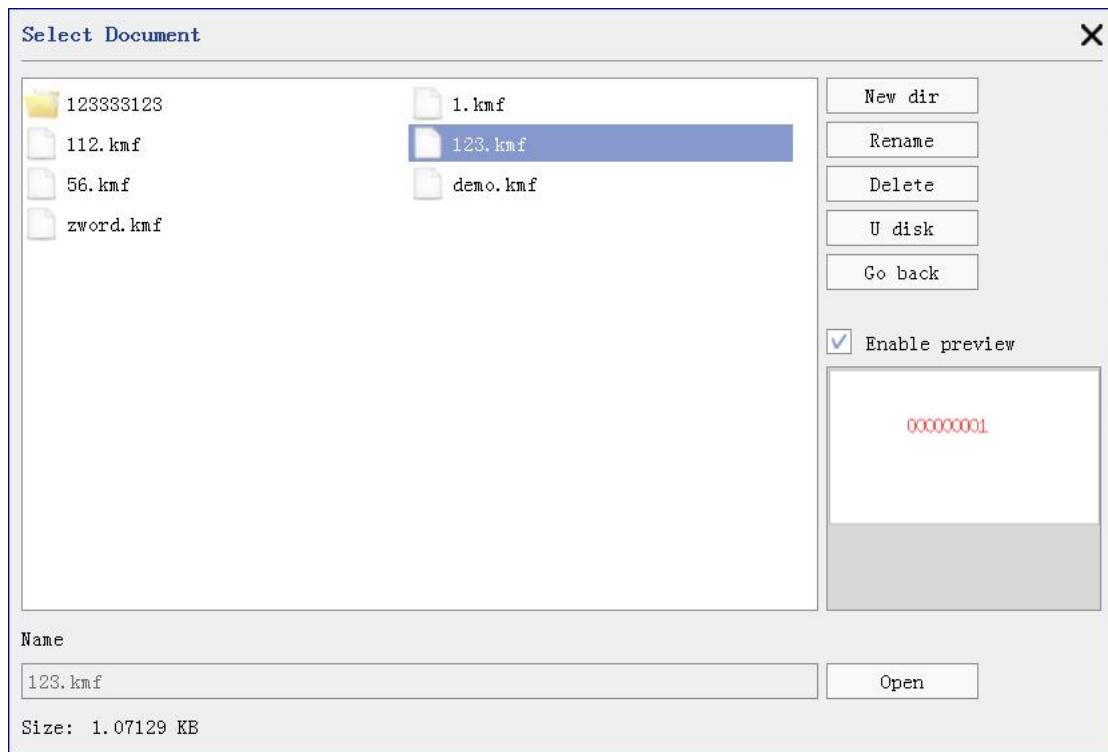 Select Document
123333123
1.kmf
112.kmf
123.kmf
56.kmf
demo.kmf
zword.kmf
New dir
Rename
Delete
U disk
Go back
Enable preview
000000001
Name
123.kmf
Open
Size: 1.07129 KB